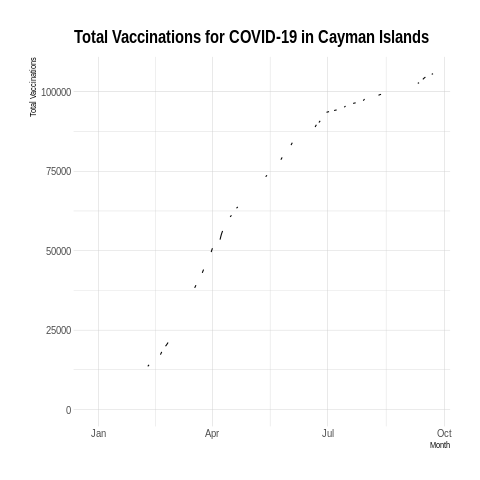 Total Vaccinations for COVID-19 in Cayman Islands
Total Vaccinations
100000
75000
50000
25000
0
Jan
Apr
Jul
Oct
Month